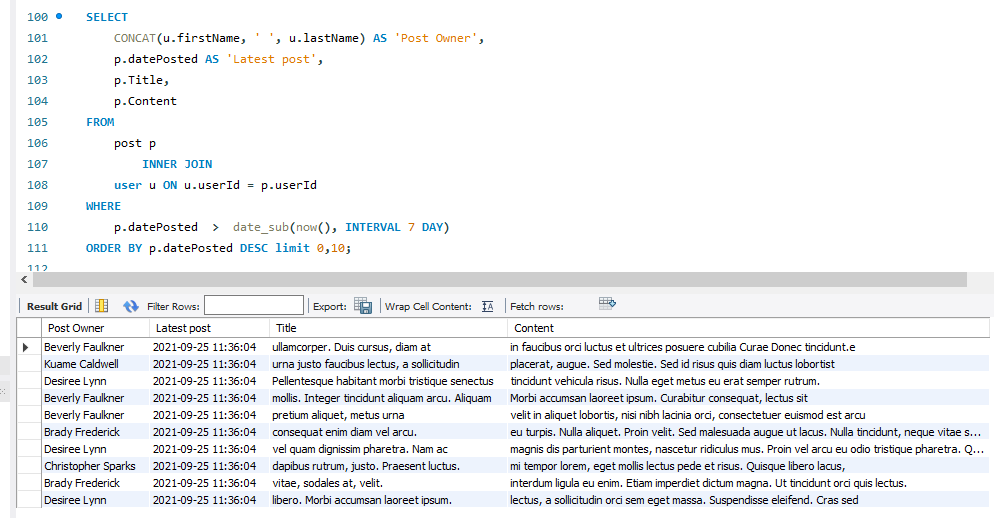 100 SELECT
101 CONCAT(u.firstName, ' ', u.lastName) AS 'Post Owner',
102 p.datePosted AS 'Latest post',
103 p.Title,
104 p.Content
105 FROM
106 post p
107 INNER JOIN
108 user u ON u.userId = p.userId
109 WHERE
110 p.datePosted > date_sub(now(), INTERVAL 7 DAY)
111 ORDER BY p.datePosted DESC limit 0,10;
112
Result Grid Filter Rows: Export: Wrap Cell Content: IA Fetch rows:
Post Owner Latest post Title Content
Beverly Faulkner 2021-09-25 11:36:04 ullamcorper. Duis cursus, diam at in faucibus orci luctus et ultrices posuere cubilia Curae Donec tincidunt.e
Kuame Caldwell 2021-09-25 11:36:04 urna justo faucibus lectus, a sollicitudin placerat, augue. Sed molestie. Sed id risus quis diam luctus lobortist
Desiree Lynn 2021-09-25 11:36:04 Pellentesque habitant morbi tristique senectus tincidunt vehicula risus. Nulla eget metus eu erat semper rutrum.
Beverly Faulkner 2021-09-25 11:36:04 mollis. Integer tincidunt aliquam arcu. Aliquam Morbi accumsan laoreet ipsum. Curabitur consequat, lectus sit
Beverly Faulkner 2021-09-25 11:36:04 pretium aliquet, metus urna velit in aliquet lobortis, nisi nibh lacinia orci, consectetuer euismod est arcu
Brady Frederick 2021-09-25 11:36:04 consequat enim diam vel arcu. eu turpis. Nulla aliquet. Proin velit. Sed malesuada augue ut lacus. Nulla tincidunt, neque vitae s...
Desiree Lynn 2021-09-25 11:36:04 vel quam dignissim pharetra. Nam ac magnis dis parturient montes, nascetur ridiculus mus. Proin vel arcu eu odio tristique pharetra. Q...
Christopher Sparks 2021-09-25 11:36:04 dapibus rutrum, justo. Praesent luctus. mi tempor lorem, eget mollis lectus pede et risus. Quisque libero lacus,
Brady Frederick 2021-09-25 11:36:04 vitae, sodales at, velit. interdum ligula eu enim. Etiam imperdiet dictum magna. Ut tincidunt orci quis lectus.
Desiree Lynn 2021-09-25 11:36:04 libero. Morbi accumsan laoreet ipsum. lectus, a sollicitudin orci sem eget massa. Suspendisse eleifend. Cras sed